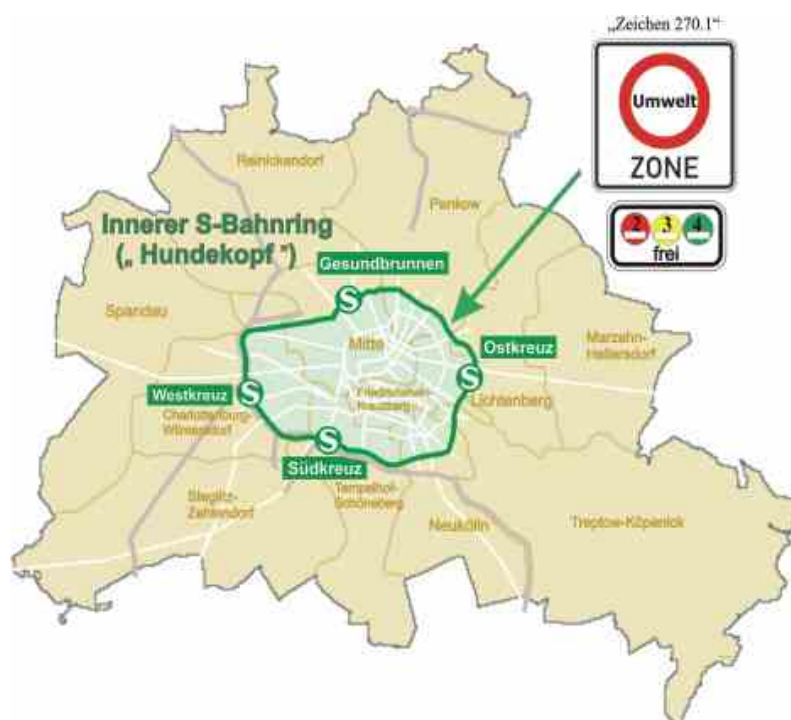 „Zeichen 270.1“
Umwelt
ZONE
2 3 4
frei
Reinickendorf
Pankow
Innerer S-Bahnring
(„ Hundekopf ”)
Gesundbrunnen
S
Spandau
Mitte
Ostkreuz
Marzahn-
Hellersdorf
S
Westkreuz
S
Friedrichshain-
Kreuzberg
Lichtenberg
Charlottenburg-
Wilmersdorf
S
Südkreuz
Steglitz-
Zehlendorf
Tempelhof-
Schöneberg
Neukölln
Treptow-Köpenick